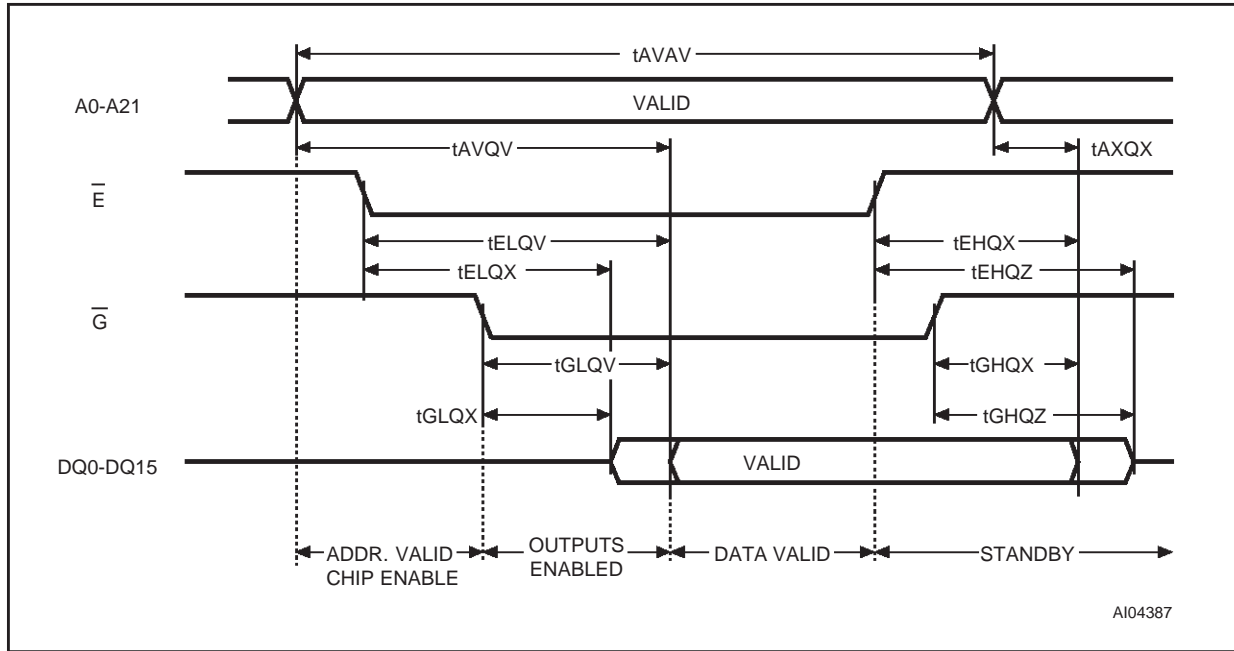 tAVAV
A0-A21
VALID
tAVQV
tAXQX
E
tELQV
tEHQX
tELQX
tEHQZ
G
tGLQV
tGHQX
tGLQX
tGHQZ
DQ0-DQ15
VALID
ADDR. VALID
CHIP ENABLE
OUTPUTS
ENABLED
DATA VALID
STANDBY
AI04387